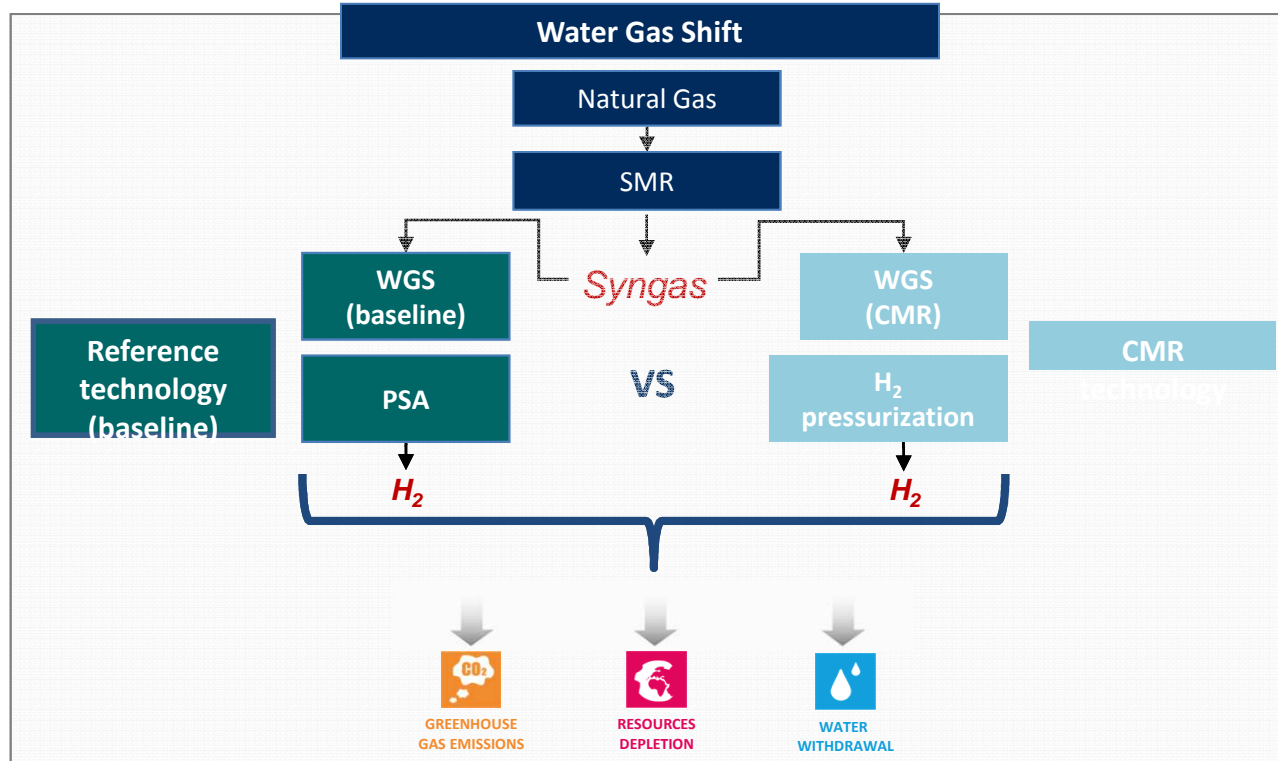 Water Gas Shift
Natural Gas
SMR
Syngas
WGS
(baseline)
WGS
(CMR)
Reference
technology
(baseline)
PSA
VS
H2
pressurization
CMR
technology
H2
H2
CO2
GREENHOUSE
GAS EMISSIONS
RESOURCES
DEPLETION
WATER
WITHDRAWAL